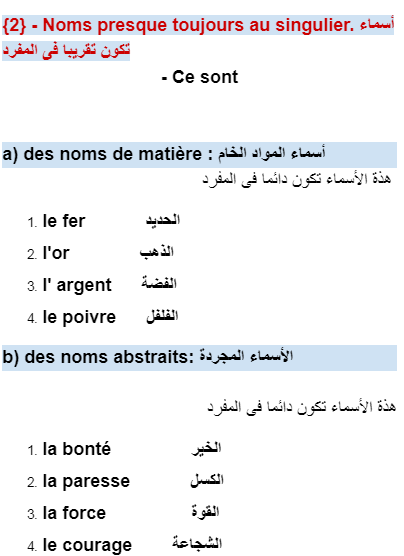 {2} - Noms presque toujours au singulier. أسماء
تكون تقريبا فى المفرد
- Ce sont
a) des noms de matière : أسماء المواد الخام
هذة الأسماء تكون دائما فى المفرد
1. le fer الحديد
2. l'or الذهب
3. l' argent الفضة
4. le poivre الفلفل
b) des noms abstraits: الأسماء المجردة
هذة الأسماء تكون دائما فى المفرد
1. la bonté الخير
2. la paresse الكسل
3. la force القوة
4. le courage الشجاعة